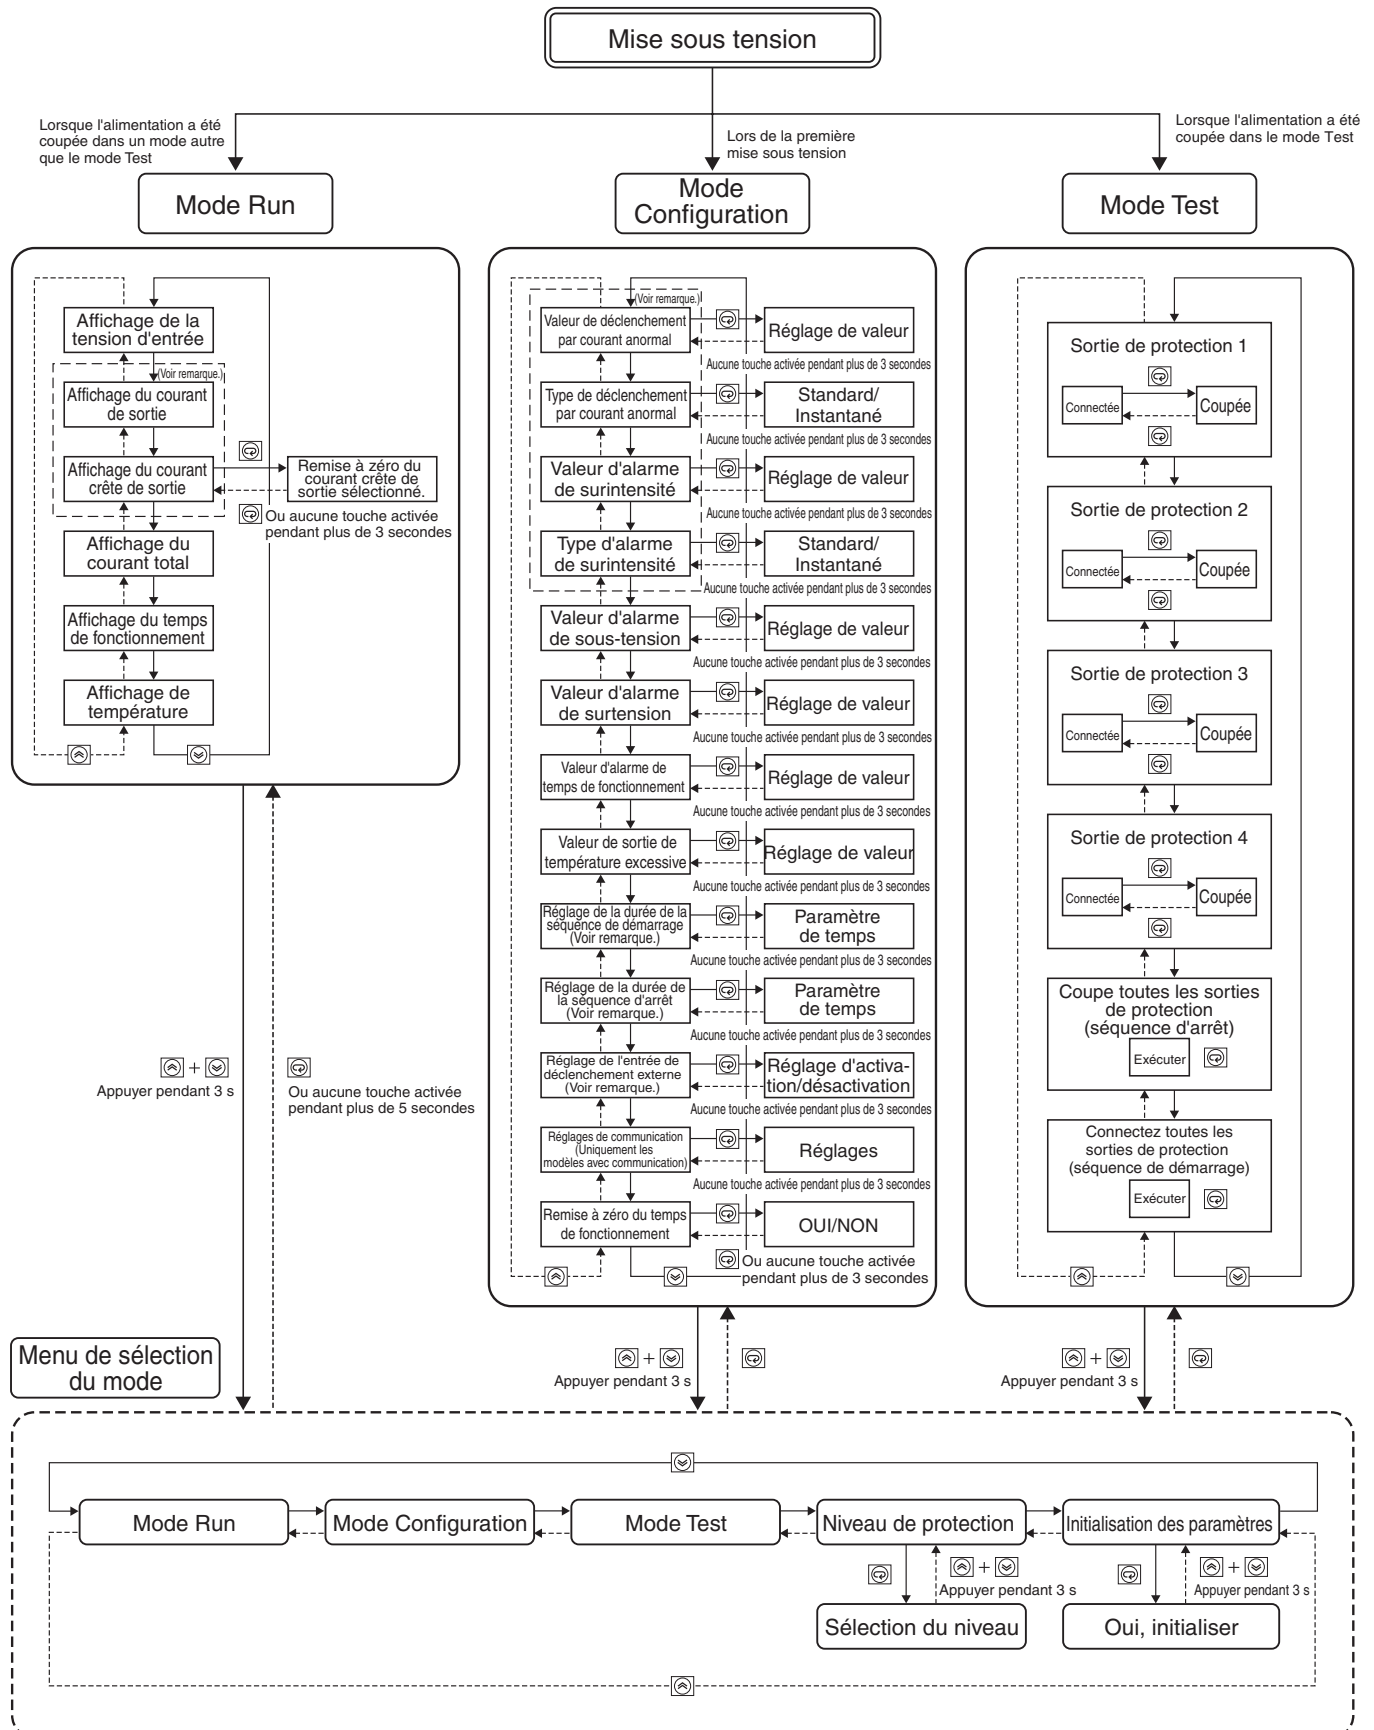 Mise sous tension
Lorsque l'alimentation a été
coupée dans un mode autre
que le mode Test
Lors de la première
mise sous tension
Lorsque l'alimentation a été
coupée dans le mode Test
Mode Run
Mode
Configuration
Mode Test
Affichage de la
tension d'entrée
(Voir remarque.)
Affichage du courant
de sortie
Affichage du courant
crête de sortie
Remise à zéro du
courant crête de
sortie sélectionné.
Ou aucune touche activée
pendant plus de 3 secondes
Affichage du
courant total
Affichage du temps
de fonctionnement
Affichage de
température
(Voir remarque.)
Valeur de déclenchement
par courant anormal
Réglage de valeur
Aucune touche activée pendant plus de 3 secondes
Type de déclenchement
par courant anormal
Standard/
Instantané
Aucune touche activée pendant plus de 3 secondes
Valeur d'alarme
de surintensité
Réglage de valeur
Aucune touche activée pendant plus de 3 secondes
Type d'alarme
de surintensité
Standard/
Instantané
Aucune touche activée pendant plus de 3 secondes
Valeur d'alarme
de sous-tension
Réglage de valeur
Aucune touche activée pendant plus de 3 secondes
Valeur d'alarme
de surtension
Réglage de valeur
Aucune touche activée pendant plus de 3 secondes
Valeur d'alarme de
temps de fonctionnement
Réglage de valeur
Aucune touche activée pendant plus de 3 secondes
Valeur de sortie de
température excessive
Réglage de valeur
Aucune touche activée pendant plus de 3 secondes
Réglage de la durée de la
séquence de démarrage
(Voir remarque.)
Paramètre
de temps
Aucune touche activée pendant plus de 3 secondes
Réglage de la durée de
la séquence d'arrêt
(Voir remarque.)
Paramètre
de temps
Aucune touche activée pendant plus de 3 secondes
Réglage de l'entrée de
déclenchement externe
(Voir remarque.)
Réglage d'activa-
tion/désactivation
Aucune touche activée pendant plus de 3 secondes
Réglages de communication
(Uniquement les
modèles avec communication)
Réglages
Aucune touche activée pendant plus de 3 secondes
Remise à zéro du temps
de fonctionnement
OUI/NON
Ou aucune touche activée
pendant plus de 3 secondes
Sortie de protection 1
Connectée
Coupée
Sortie de protection 2
Connectée
Coupée
Sortie de protection 3
Connectée
Coupée
Sortie de protection 4
Connectée
Coupée
Coupe toutes les sorties
de protection
(séquence d'arrêt)
Exécuter
Connectez toutes les
sorties de protection
(séquence de démarrage)
Exécuter
+
Appuyer pendant 3 s
Ou aucune touche activée
pendant plus de 5 secondes
+
Appuyer pendant 3 s
+
Appuyer pendant 3 s
Menu de sélection
du mode
Mode Run
Mode Configuration
Mode Test
Niveau de protection
Initialisation des paramètres
+
Appuyer pendant 3 s
+
Appuyer pendant 3 s
Sélection du niveau
Oui, initialiser